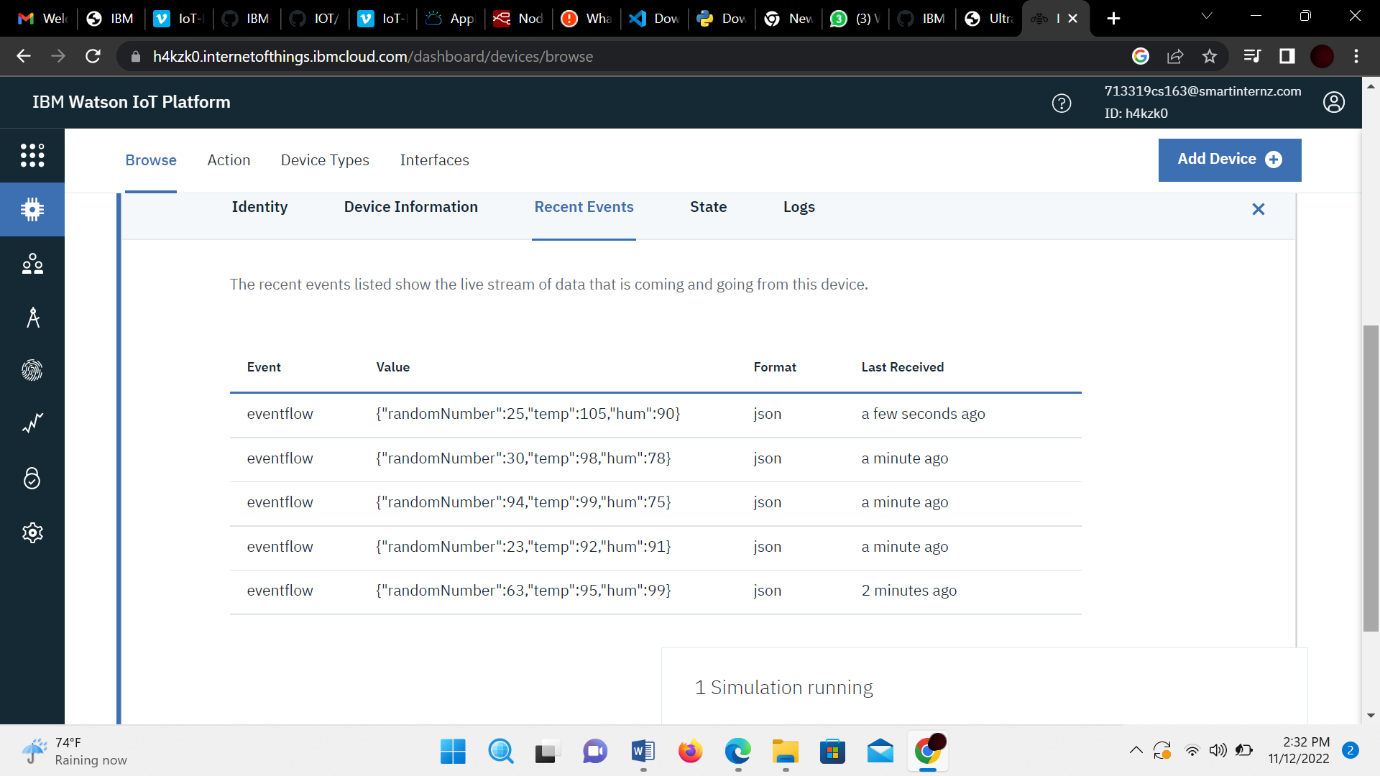 Weld IBM IoT- IBM IOT/ IoT- App Nod Wha Dow Dow New (3) IBM Ultra I
h4kzk0.internetofthings.ibmcloud.com/dashboard/devices/browse
IBM Watson IoT Platform
713319cs163@smartinternz.com
ID: h4kzk0
Browse Action Device Types Interfaces
Add Device
Identity Device Information Recent Events State Logs
The recent events listed show the live stream of data that is coming and going from this device.
Event Value Format Last Received
eventflow {"randomNumber":25,"temp":105,"hum":90} json a few seconds ago
eventflow {"randomNumber":30,"temp":98,"hum":78} json a minute ago
eventflow {"randomNumber":94,"temp":99,"hum":75} json a minute ago
eventflow {"randomNumber":23,"temp":92,"hum":91} json a minute ago
eventflow {"randomNumber":63,"temp":95,"hum":99} json 2 minutes ago
1 Simulation running
74°F
Raining now
2:32 PM
11/12/2022
2